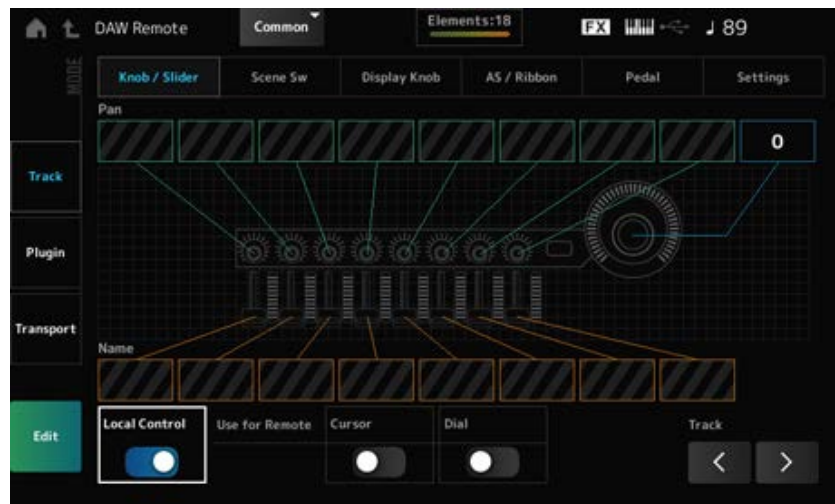 DAW Remote
Common
Elements:18
FX
♩ 89
MODE
Knob / Slider
Scene Sw
Display Knob
AS / Ribbon
Pedal
Settings
Pan
0
Track
Plugin
Transport
Name
Edit
Local Control
Use for Remote
Cursor
Dial
Track